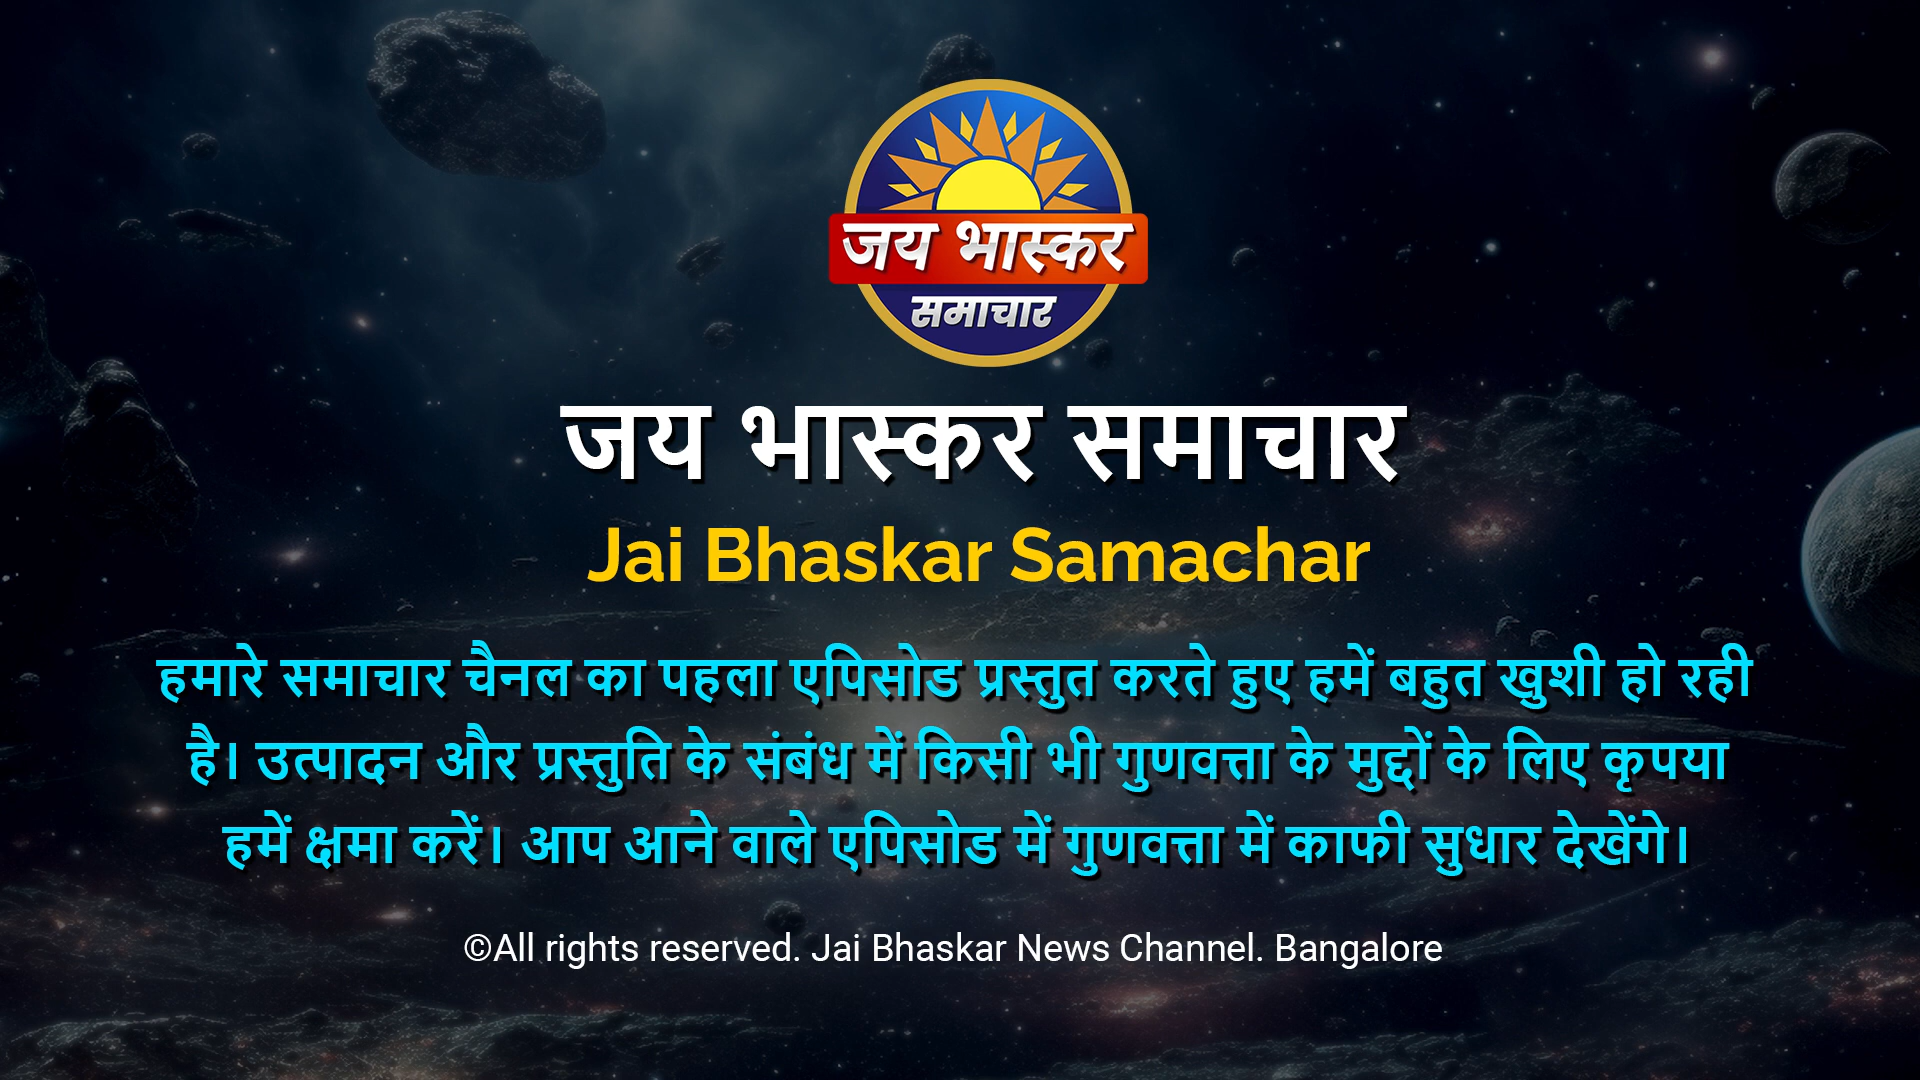 जय भास्कर
समाचार
जय भास्कर समाचार
Jai Bhaskar Samachar
हमारे समाचार चैनल का पहला एपिसोड प्रस्तुत करते हुए हमें बहुत खुशी हो रही
है। उत्पादन और प्रस्तुति के संबंध में किसी भी गुणवत्ता के मुद्दों के लिए कृपया
हमें क्षमा करें। आप आने वाले एपिसोड में गुणवत्ता में काफी सुधार देखेंगे।
©All rights reserved. Jai Bhaskar News Channel. Bangalore